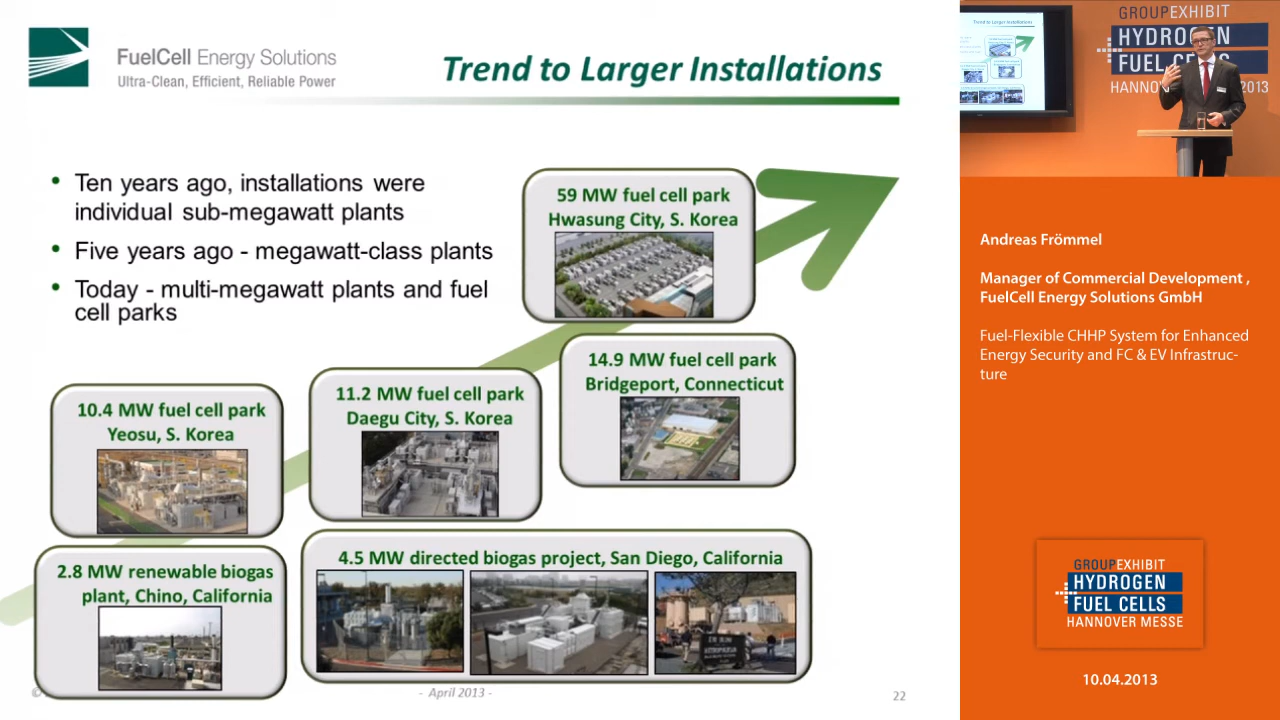 FuelCell Energy Solutions
Ultra-Clean, Efficient, Reliable Power
Trend to Larger Installations
• Ten years ago, installations were
individual sub-megawatt plants
• Five years ago - megawatt-class plants
• Today - multi-megawatt plants and fuel
cell parks
59 MW fuel cell park
Hwasung City, S. Korea
14.9 MW fuel cell park
Bridgeport, Connecticut
11.2 MW fuel cell park
Daegu City, S. Korea
10.4 MW fuel cell park
Yeosu, S. Korea
2.8 MW renewable biogas
plant, Chino, California
4.5 MW directed biogas project, San Diego, California
©
- April 2013 -
22
Trend to Larger Installations
GROUPEXHIBIT
HYDROGEN
FUEL CELLS
2013
Andreas Frömmel
Manager of Commercial Development ,
FuelCell Energy Solutions GmbH
Fuel-Flexible CHHP System for Enhanced
Energy Security and FC & EV Infrastruc-
ture
GROUPEXHIBIT
HYDROGEN
FUEL CELLS
HANNOVER MESSE
10.04.2013